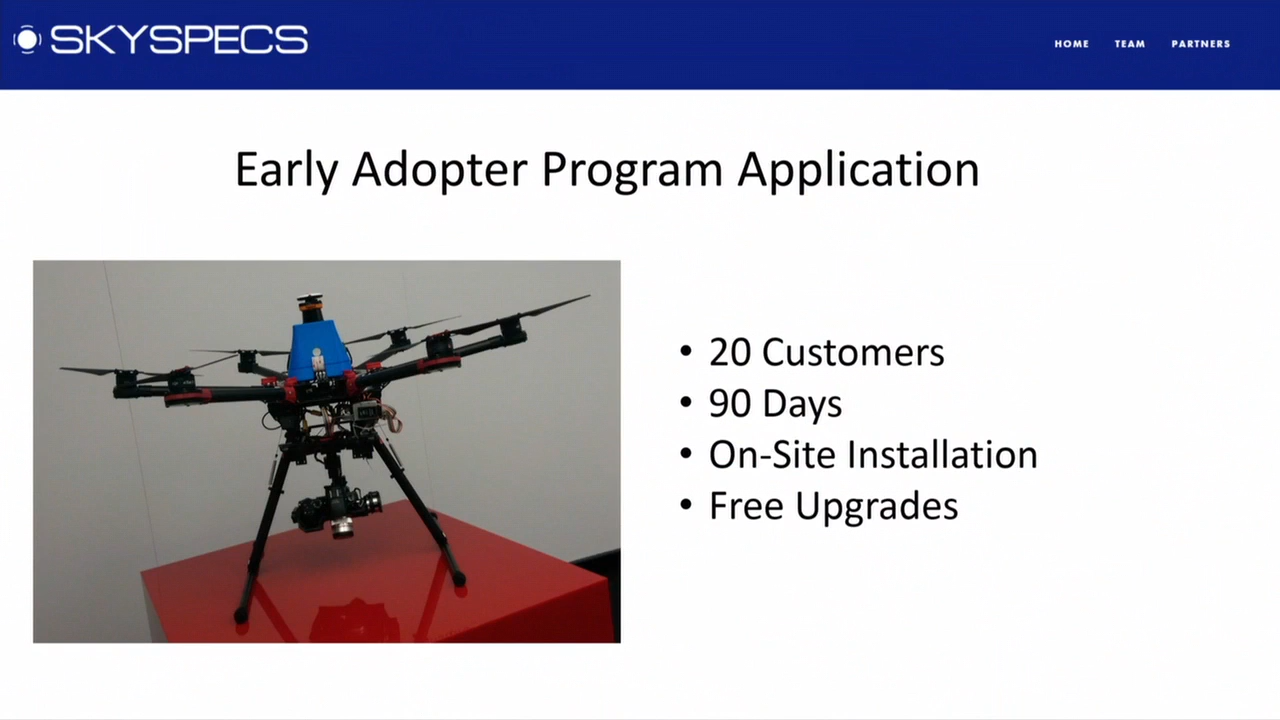 SKYSPECS
HOME TEAM PARTNERS
Early Adopter Program Application
• 20 Customers
• 90 Days
• On-Site Installation
• Free Upgrades